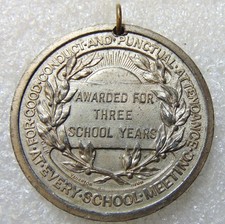 ·FOR·GOOD·CONDUCT·AND·PUNCTUAL·ATTENDANCE·
AT·EVERY·SCHOOL·MEETING
AWARDED FOR
THREE
SCHOOL YEARS